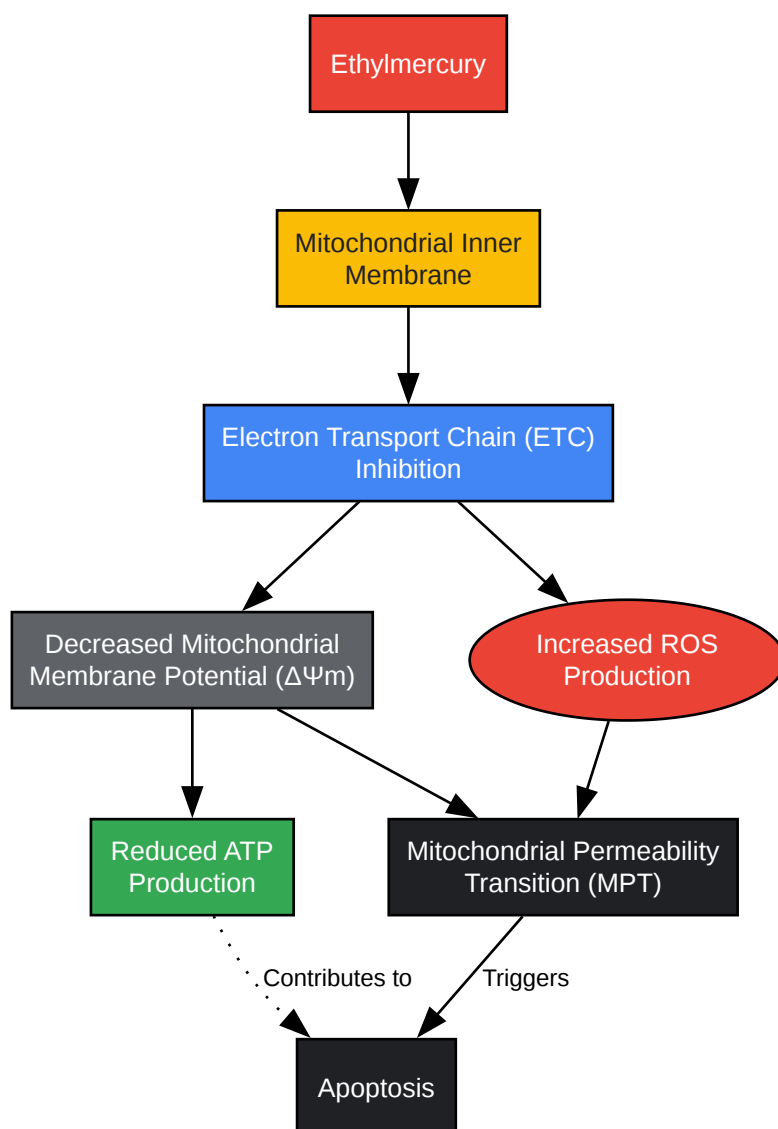 Ethylmercury
Mitochondrial Inner
Membrane
Electron Transport Chain (ETC)
Inhibition
Decreased Mitochondrial
Membrane Potential (ΔΨm)
Increased ROS
Production
Reduced ATP
Production
Mitochondrial Permeability
Transition (MPT)
Contributes to
Triggers
Apoptosis